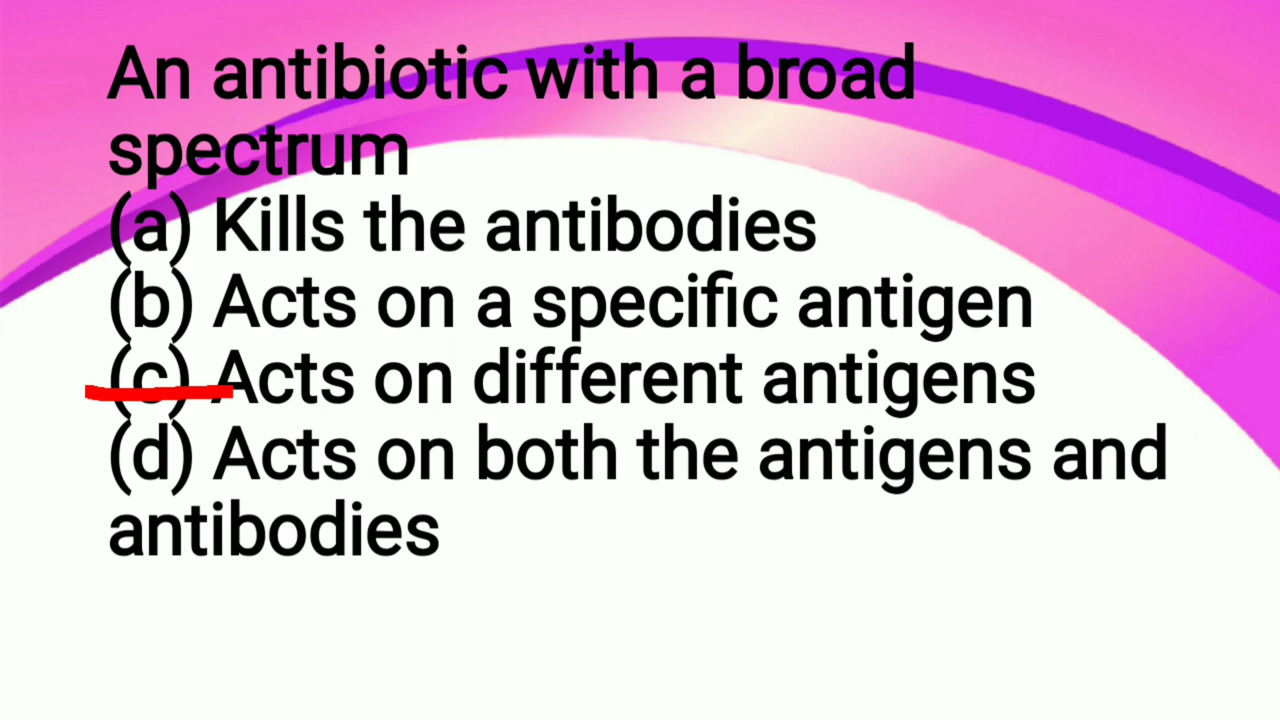 An antibiotic with a broad
spectrum
(a) Kills the antibodies
(b) Acts on a specific antigen
(c) Acts on different antigens
(d) Acts on both the antigens and
antibodies